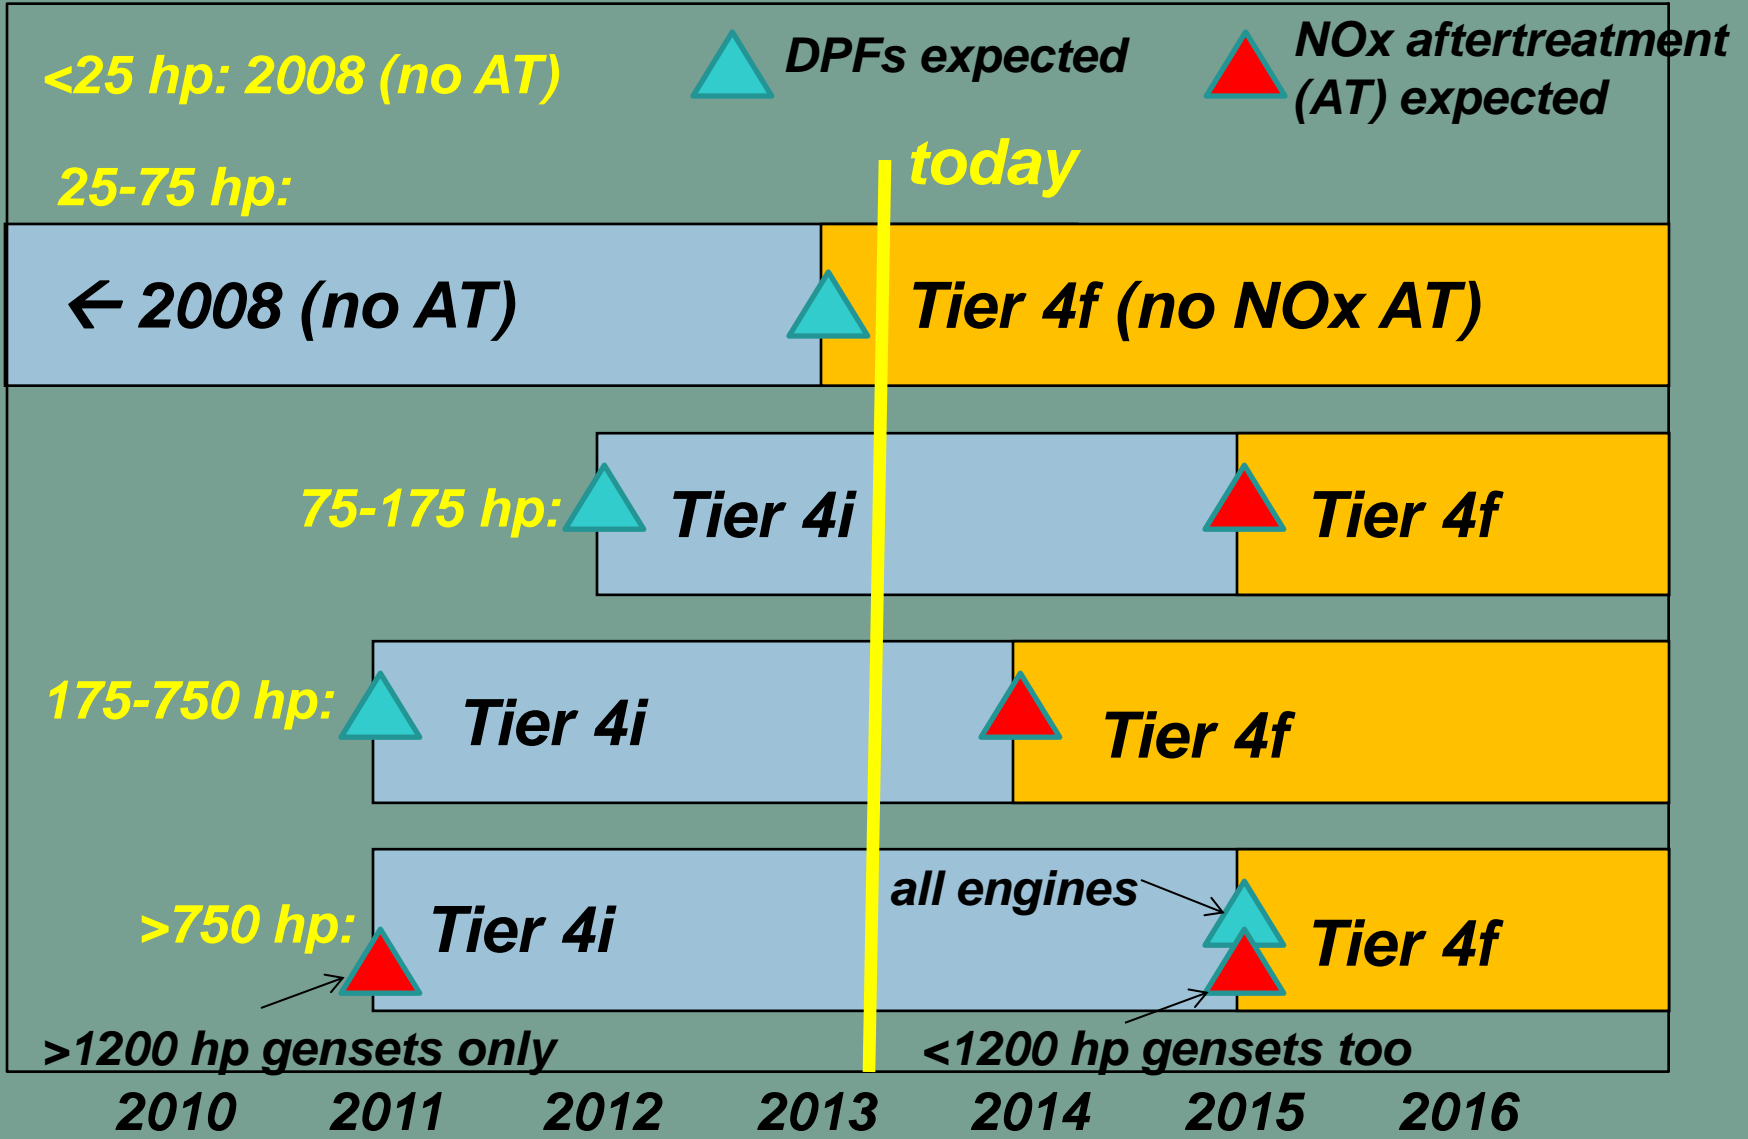 <25 hp: 2008 (no AT)
DPFs expected
NOx aftertreatment
(AT) expected
today
25-75 hp:
← 2008 (no AT)
Tier 4f (no NOx AT)
75-175 hp:
Tier 4i
Tier 4f
175-750 hp:
Tier 4i
Tier 4f
>750 hp:
Tier 4i
all engines
Tier 4f
>1200 hp gensets only
<1200 hp gensets too
2010 2011 2012 2013 2014 2015 2016